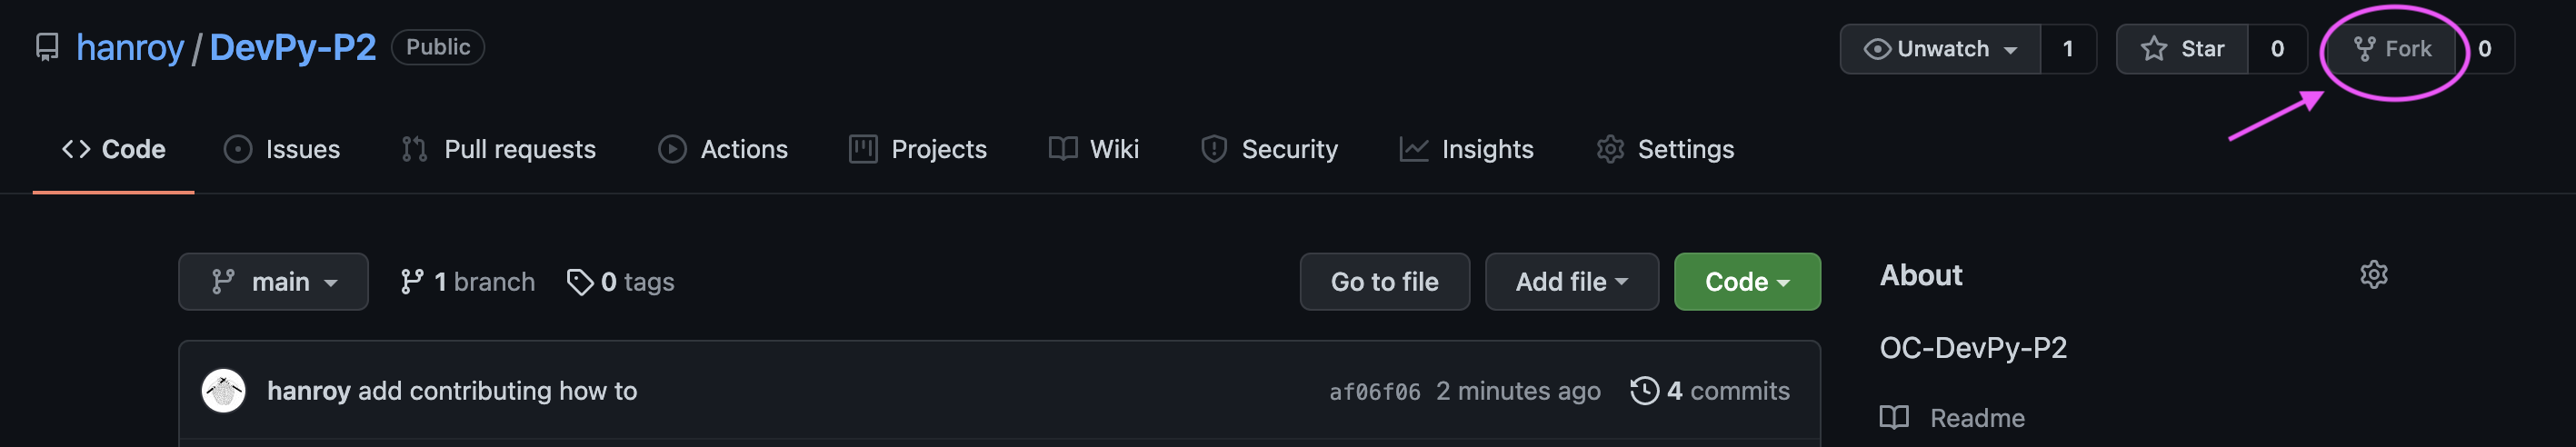 hanroy / DevPy-P2 Public Unwatch 1 Star 0 Fork 0
Code Issues Pull requests Actions Projects Wiki Security Insights Settings
main 1 branch 0 tags Go to file Add file Code
About
OC-DevPy-P2
hanroy add contributing how to af06f06 2 minutes ago 4 commits
Readme